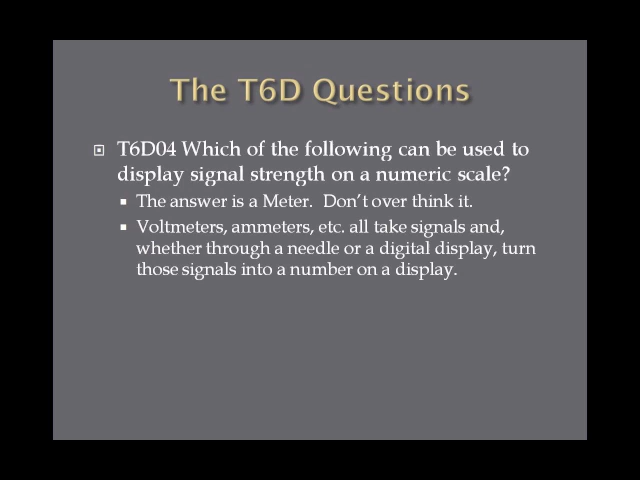 The T6D Questions
T6D04 Which of the following can be used to
display signal strength on a numeric scale?
The answer is a Meter.  Don't over think it.
Voltmeters, ammeters, etc. all take signals and,
whether through a needle or a digital display, turn
those signals into a number on a display.